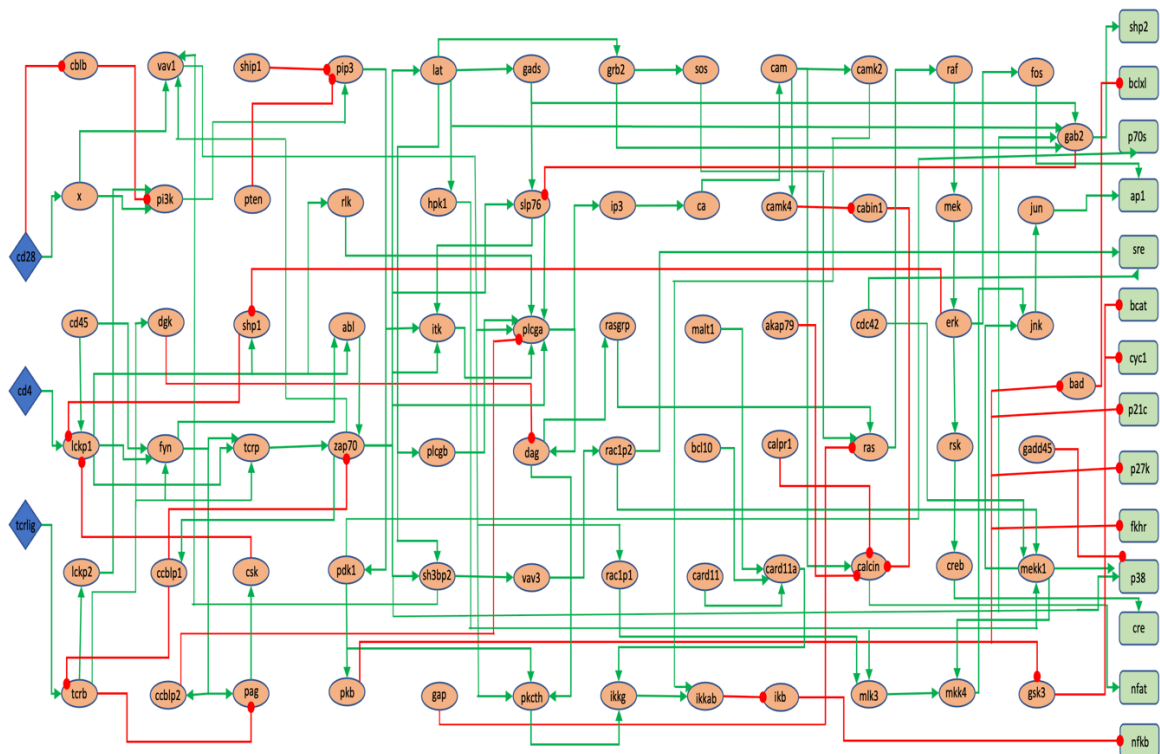 shp2
cblb vav1 ship1 pip3 lat gads grb2 sos cam camk2 raf fos bclxl
gab2 p70s
x pi3k pten rlk hpk1 slp76 ip3 ca camk4 cabin1 mek jun ap1
cd28 sre
cd45 dgk shp1 abl itk plcga rasgrp malt1 akap79 cdc42 erk jnk bcat
cyc1
cd4 bad
p21c
lckp1 fyn tcrp zap70 plcgb dag rac1p2 bcl10 calpr1 ras rsk gadd45
p27k
tcrlig fkhr
lckp2 ccblp1 csk pdk1 sh3bp2 vav3 rac1p1 card11 card11a calcin creb mekk1 p38
cre
tcrb ccblp2 pag pkb gap pkcth ikkg ikkab ikb mlk3 mkk4 gsk3 nfat
nfkb